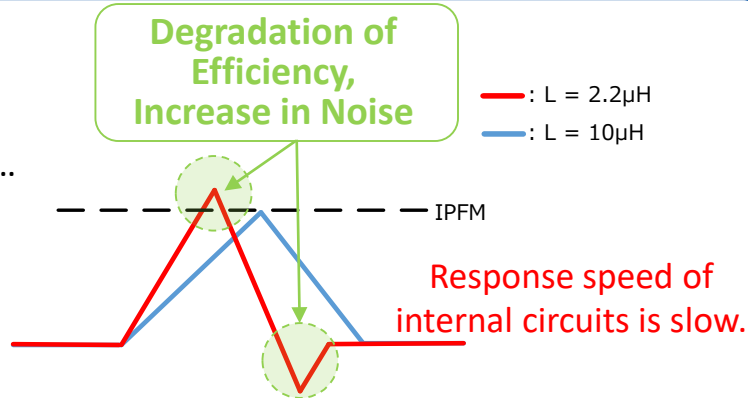 Degradation of
Efficiency,
Increase in Noise
: L = 2.2µH
: L = 10µH
..
IPFM
Response speed of
internal circuits is slow.